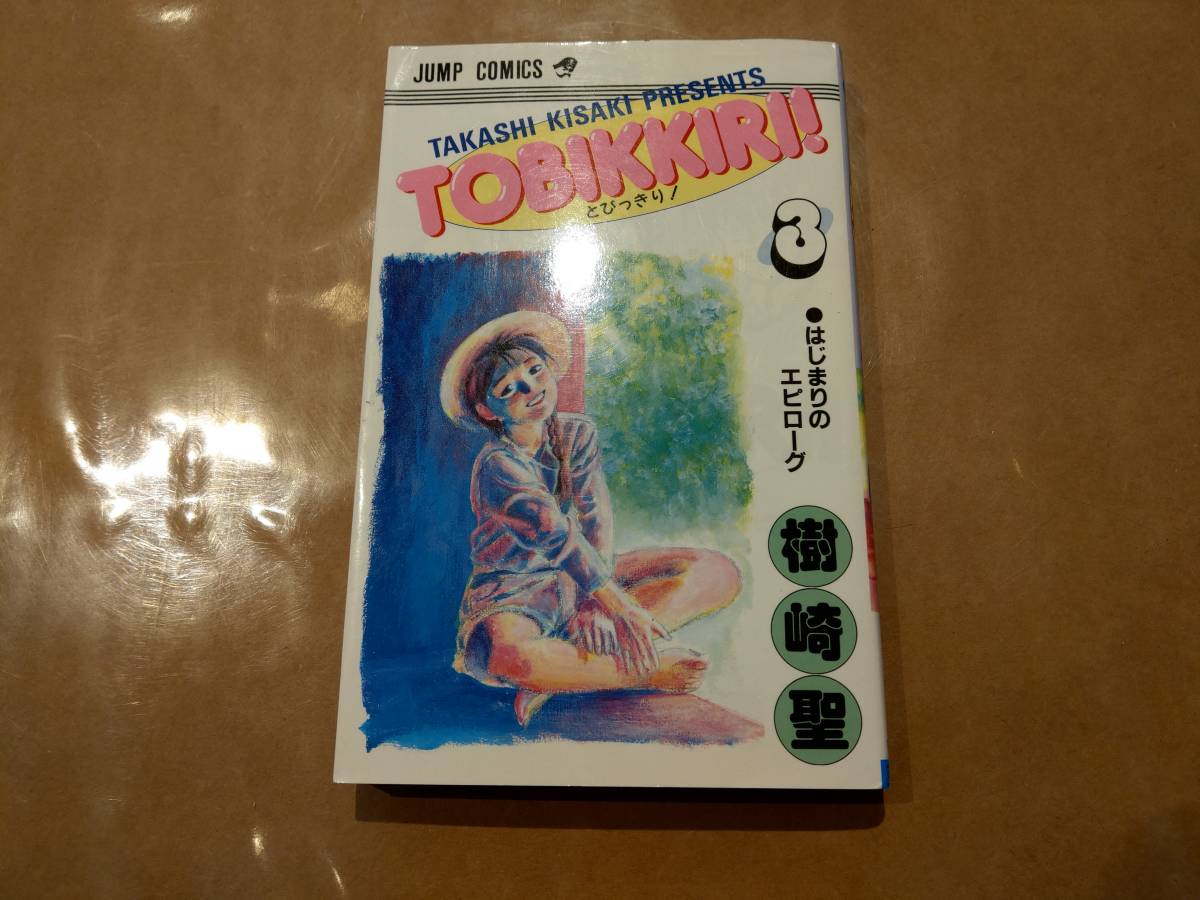 JUMP COMICS
TAKASHI KISAKI PRESENTS
TOBIKKIRI!
とびっきり!
3
●はじまりの
エピローグ
樹崎聖